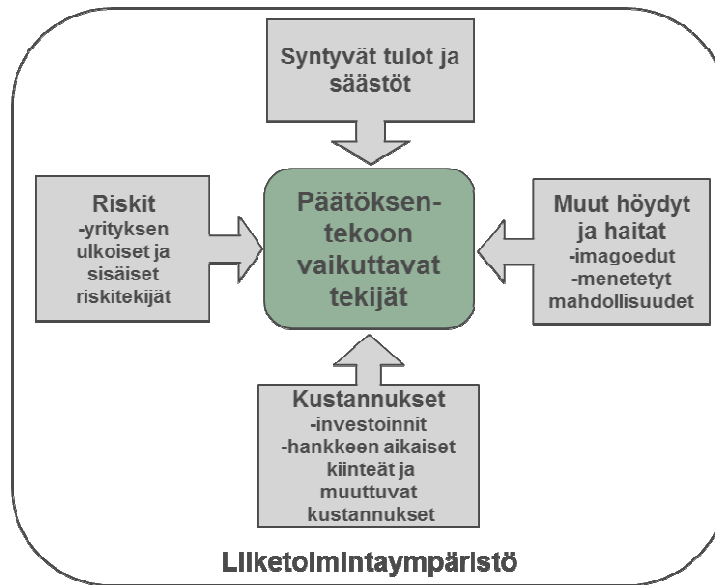 Syntyvät tulot ja
säästöt
Riskit
-yrityksen
ulkoiset ja
sisäiset
riskitekijät
Päätöksen-
tekoon
vaikuttavat
tekijät
Muut höydyt
ja haitat
-imagoedut
-menetetyt
mahdollisuudet
Kustannukset
-investoinnit
-hankkeen aikaiset
kiinteät ja
muuttuvat
kustannukset
Liiketoimintaympäristö